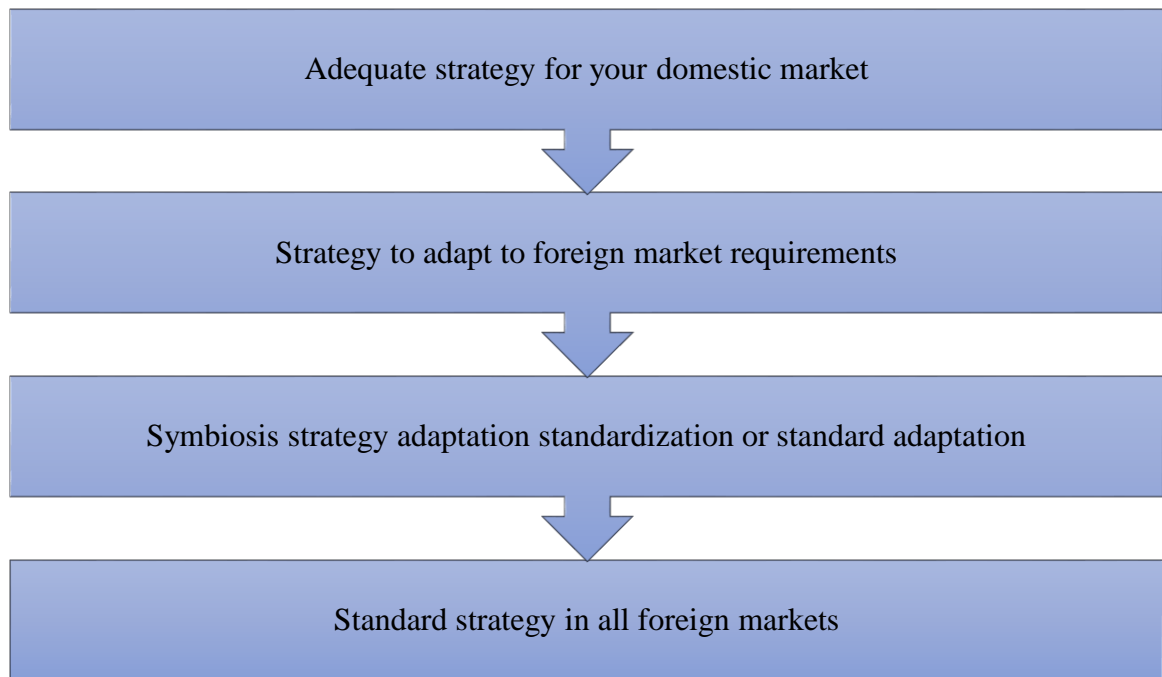 Adequate strategy for your domestic market
Strategy to adapt to foreign market requirements
Symbiosis strategy adaptation standardization or standard adaptation
Standard strategy in all foreign markets